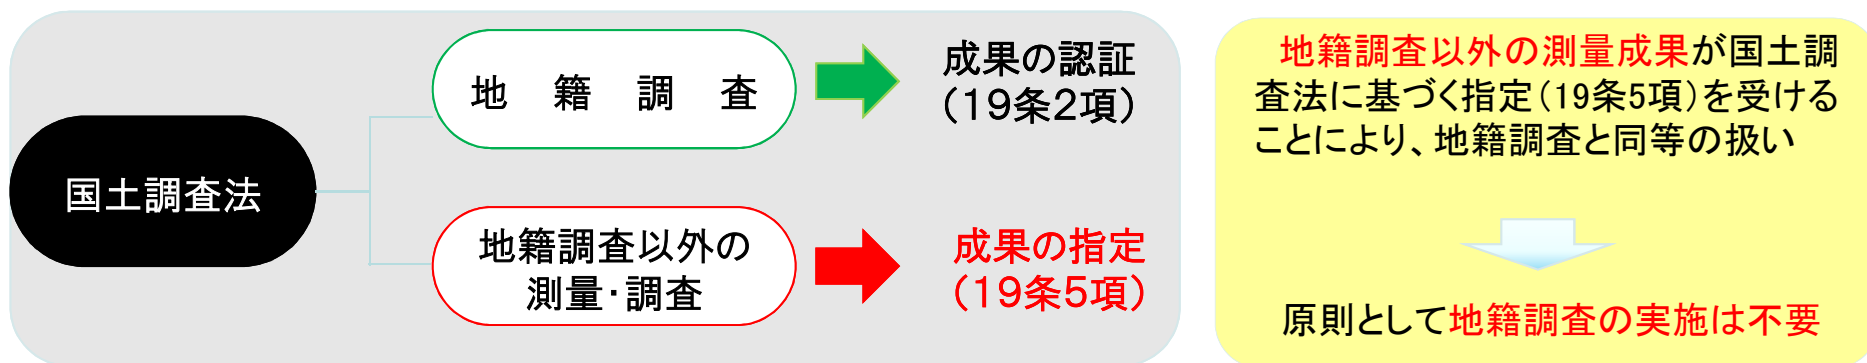 国土調査法
地　籍　調　査
成果の認証
（19条2項）
地籍調査以外の
測量・調査
成果の指定
（19条5項）
地籍調査以外の測量成果が国土調
査法に基づく指定（19条5項）を受ける
ことにより、地籍調査と同等の扱い
原則として地籍調査の実施は不要